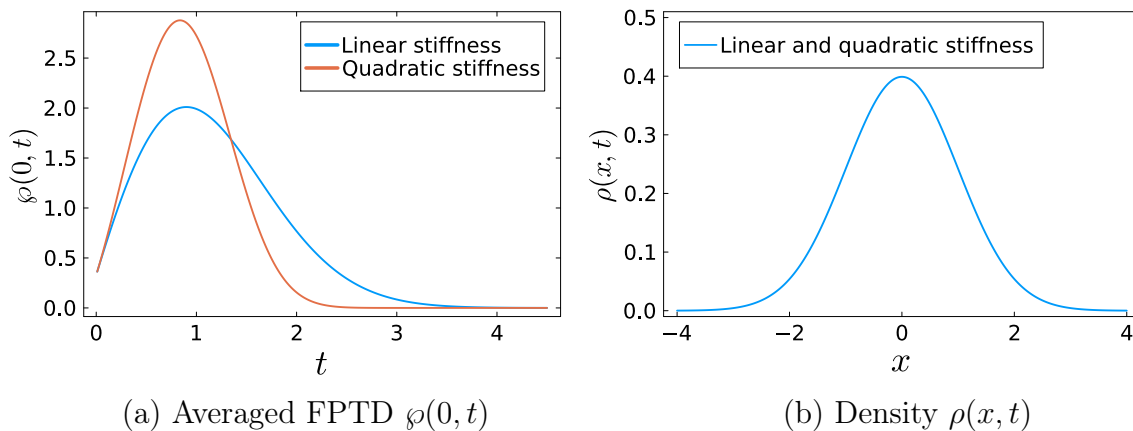 2.5
2.0
1.5
1.0
0.5
0.0
℘(0, t)
Linear stiffness
Quadratic stiffness
0 1 2 3 4
t
(a) Averaged FPTD ℘(0, t)
0.5
0.4
0.3
0.2
0.1
0.0
ρ(x, t)
Linear and quadratic stiffness
−4 −2 0 2 4
x
(b) Density ρ(x, t)